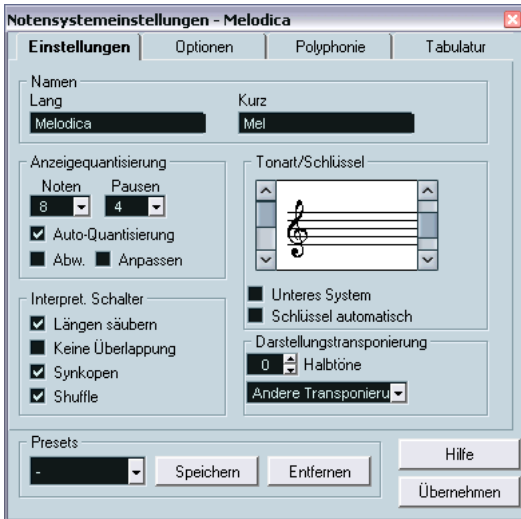 Notensystemeinstellungen - Melodica
Einstellungen Optionen Polyphonie Tabulatur
Namen
Lang Kurz
Melodica Mel
Anzeigequantisierung
Noten Pausen
8 4
Auto-Quantisierung
Abw. Anpassen
Tonart/Schlüssel
Unteres System
Schlüssel automatisch
Interpret. Schalter
Längen säubern
Keine Überlappung
Synkopen
Shuffle
Darstellungstransponierung
0 Halbtöne
Andere Transponieru
Presets
- Speichern Entfernen
Hilfe
Übernehmen